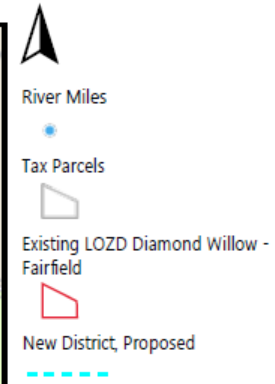 River Miles
Tax Parcels
Existing LOZD Diamond Willow -
Fairfield
New District, Proposed